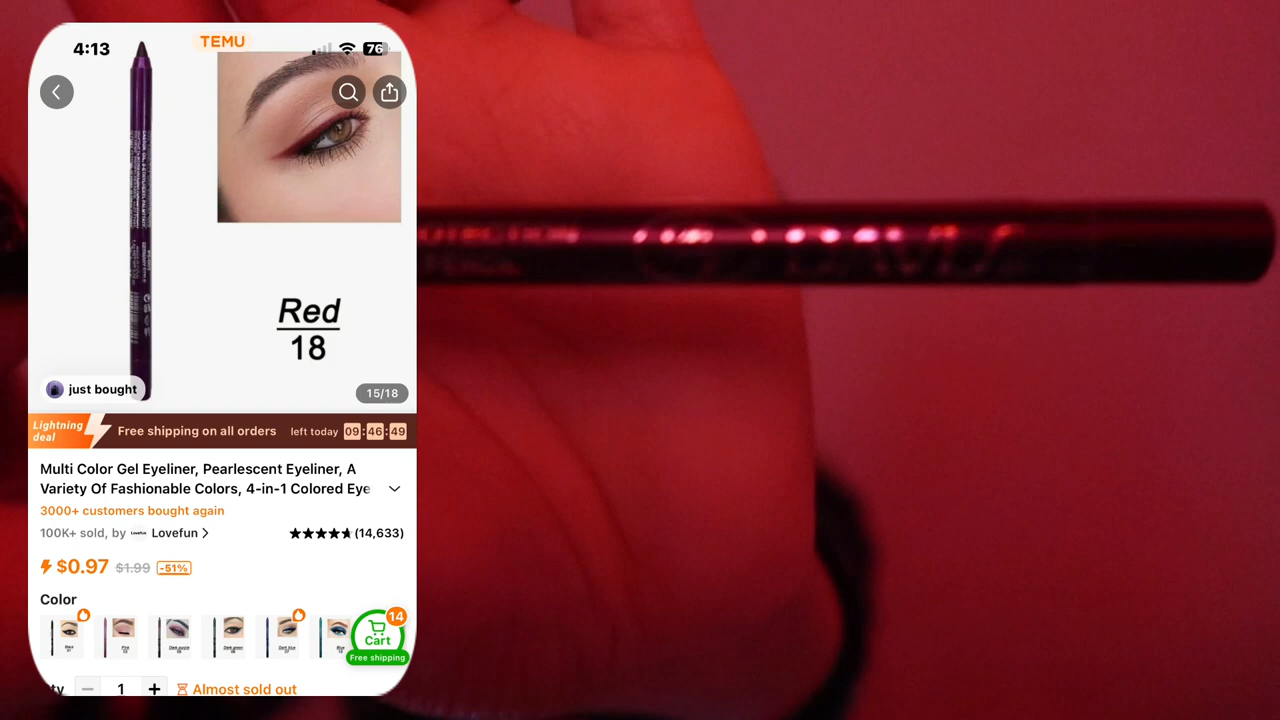 4:13
TEMU
76
Red
18
just bought
15/18
Lightning deal
Free shipping on all orders
left today 09:46:49
Multi Color Gel Eyeliner, Pearlescent Eyeliner, A
Variety Of Fashionable Colors, 4-in-1 Colored Eye
3000+ customers bought again
100K+ sold, by Lovefun Lovefun
(14,633)
$0.97 $1.99 -51%
Color
14
Cart
Free shipping
1
Almost sold out